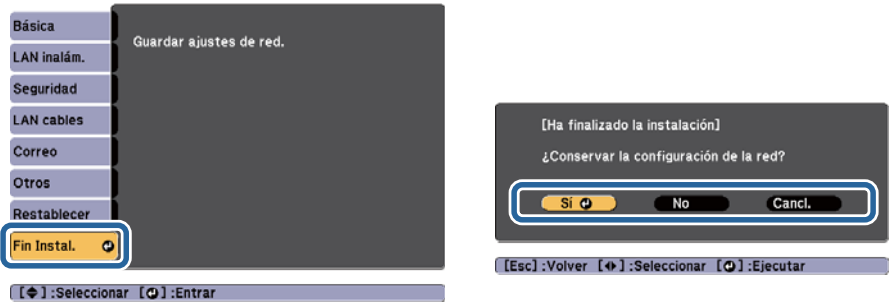 Básica
LAN inalám.
Seguridad
LAN cables
Correo
Otros
Restablecer
Fin Instal.
Guardar ajustes de red.
[ ] :Seleccionar [ ] :Entrar
[Ha finalizado la instalación]
¿Conservar la configuración de la red?
Sí No Cancl.
[Esc] :Volver [ ] :Seleccionar [ ] :Ejecutar